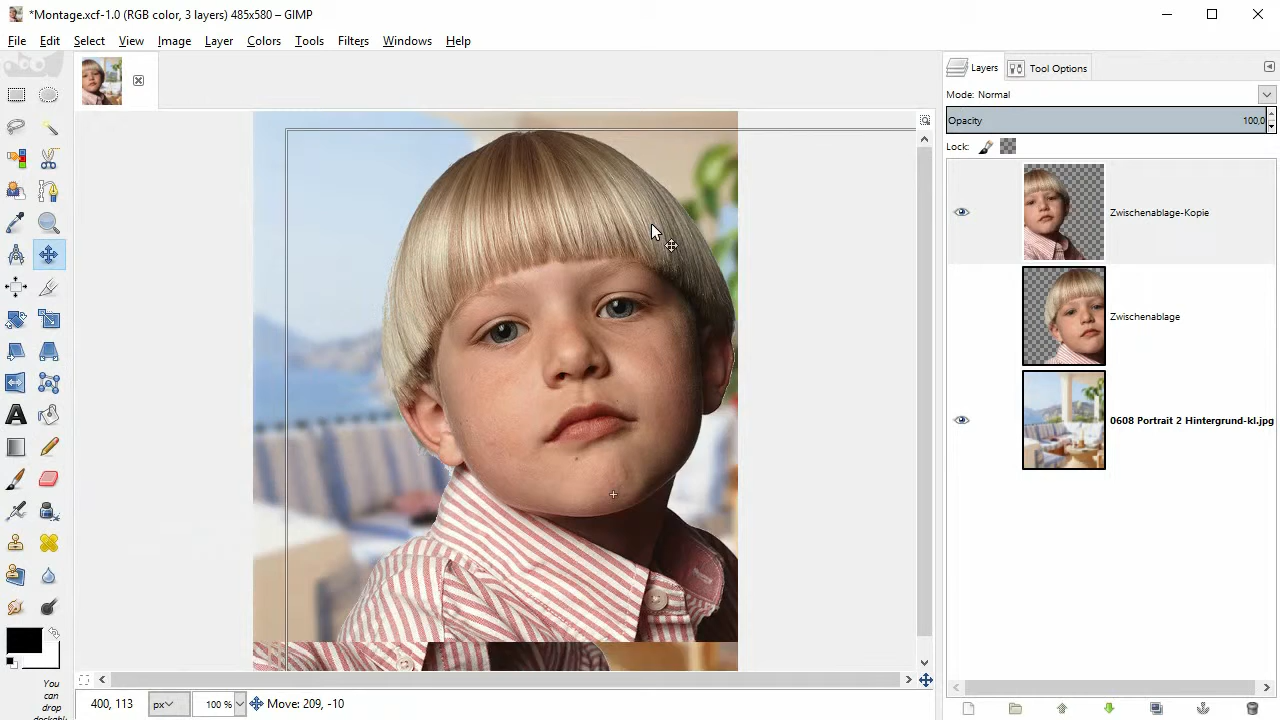 *Montage.xcf-1.0 (RGB color, 3 layers) 485x580 – GIMP
File Edit Select View Image Layer Colors Tools Filters Windows Help
Layers Tool Options
Mode: Normal
Opacity 100,0
Lock:
Zwischenablage-Kopie
Zwischenablage
0608 Portrait 2 Hintergrund-kl.jpg
You
can
drop
dockable
400, 113 px 100 % Move: 209, -10